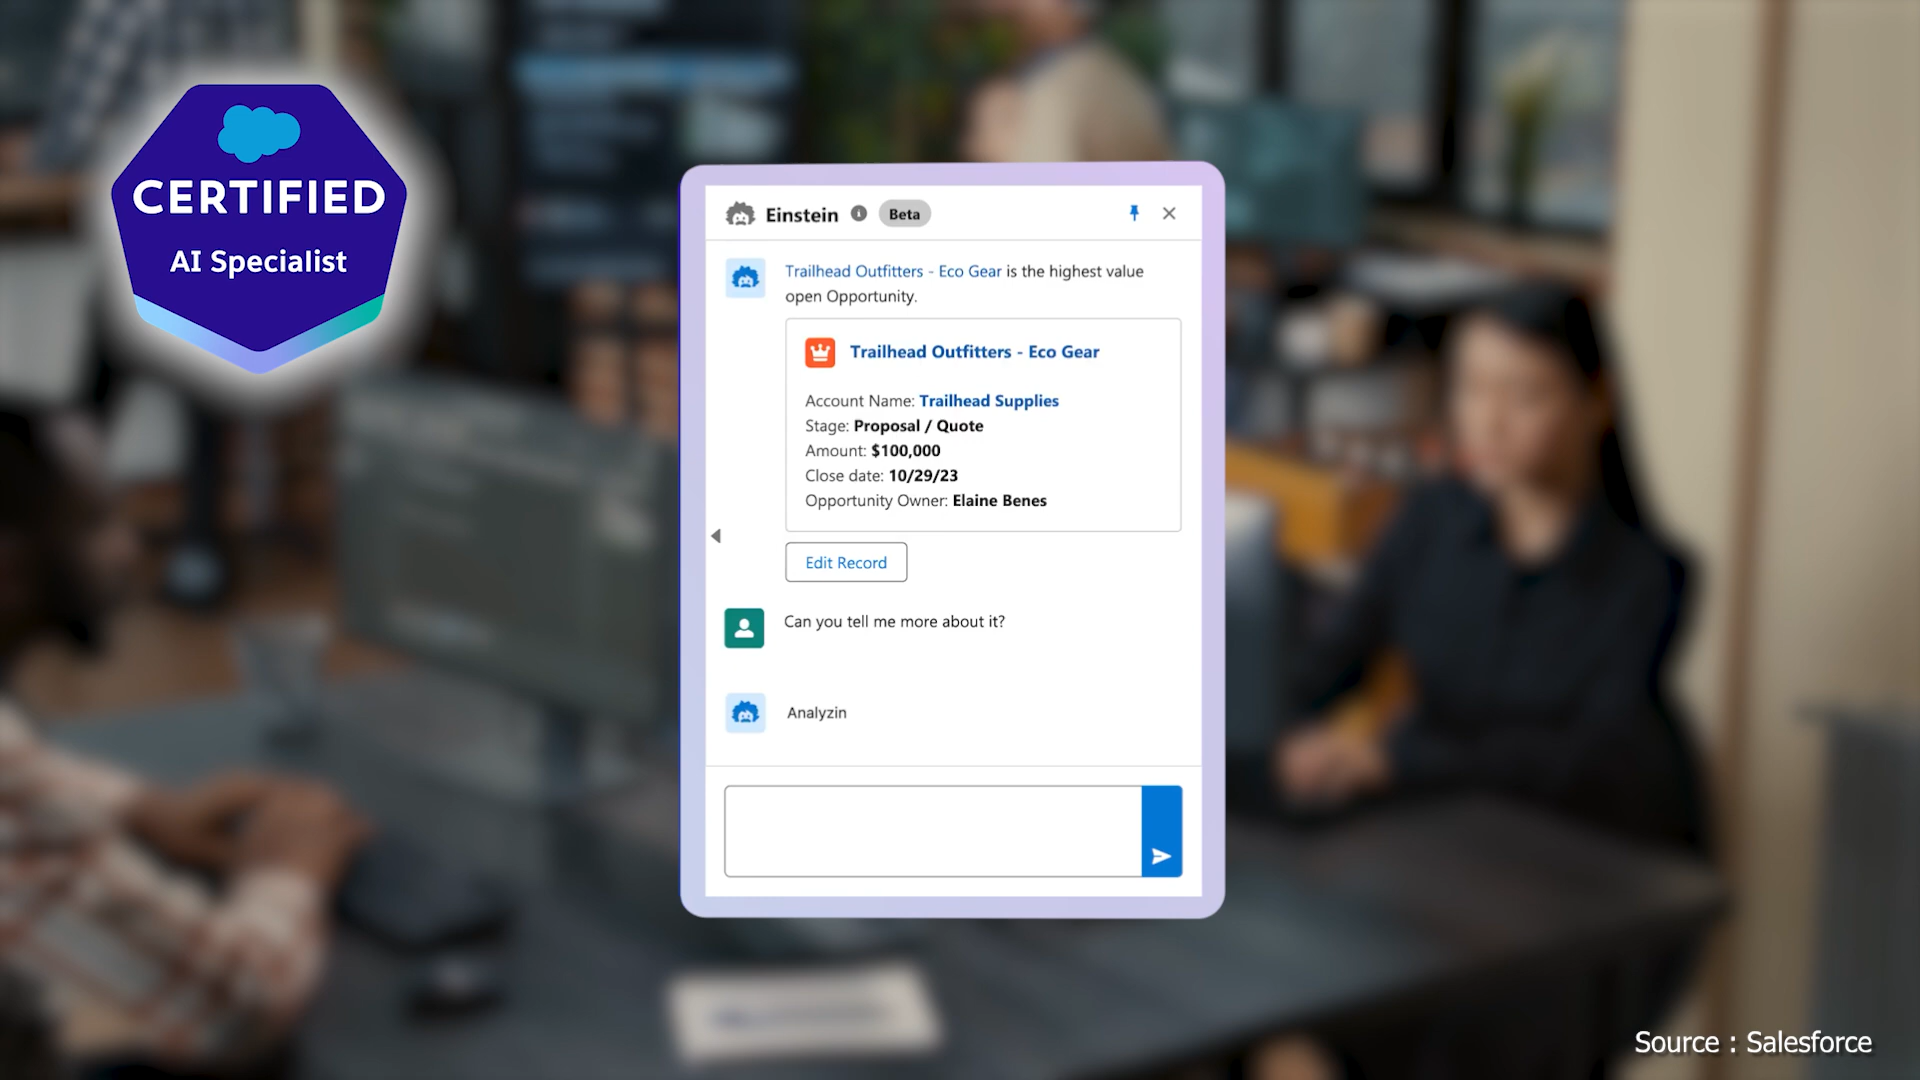 CERTIFIED
AI Specialist
Einstein
Beta
Trailhead Outfitters - Eco Gear is the highest value
open Opportunity.
Trailhead Outfitters - Eco Gear
Account Name: Trailhead Supplies
Stage: Proposal / Quote
Amount: $100,000
Close date: 10/29/23
Opportunity Owner: Elaine Benes
Edit Record
Can you tell me more about it?
Analyzin
Source : Salesforce